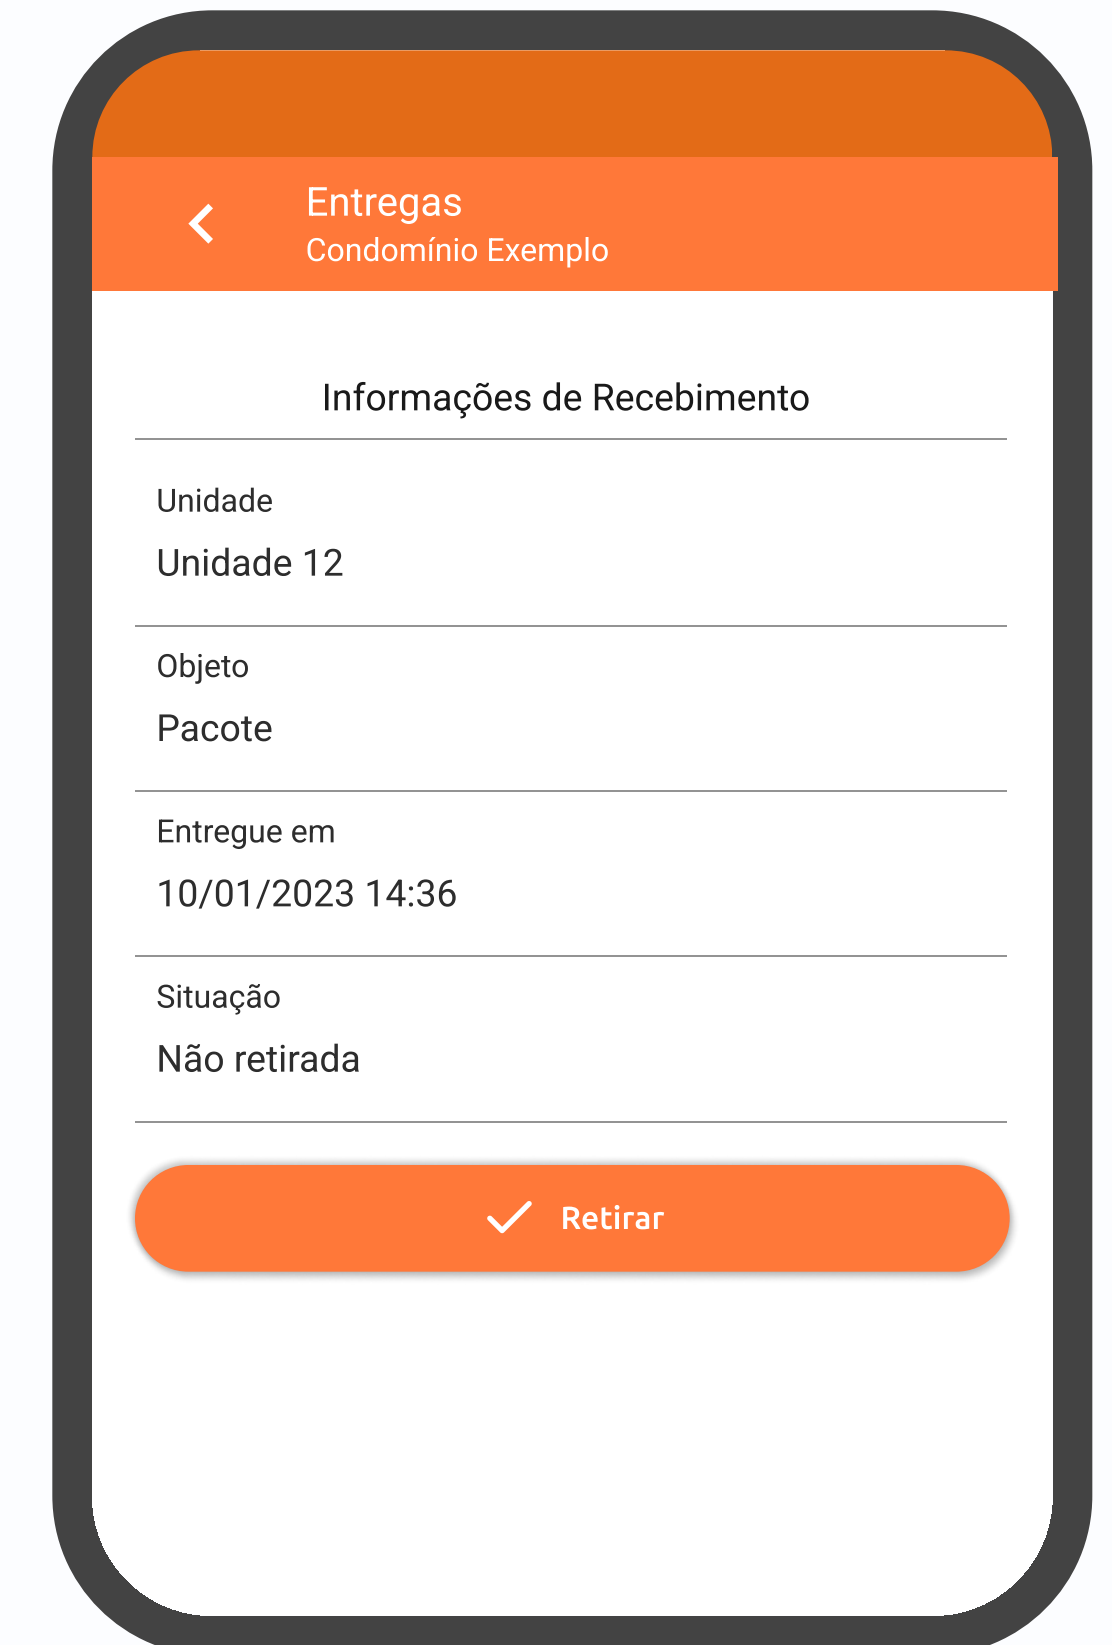 Entregas
Condomínio Exemplo
Informações de Recebimento
Unidade
Unidade 12
Objeto
Pacote
Entregue em
10/01/2023 14:36
Situação
Não retirada
Retirar